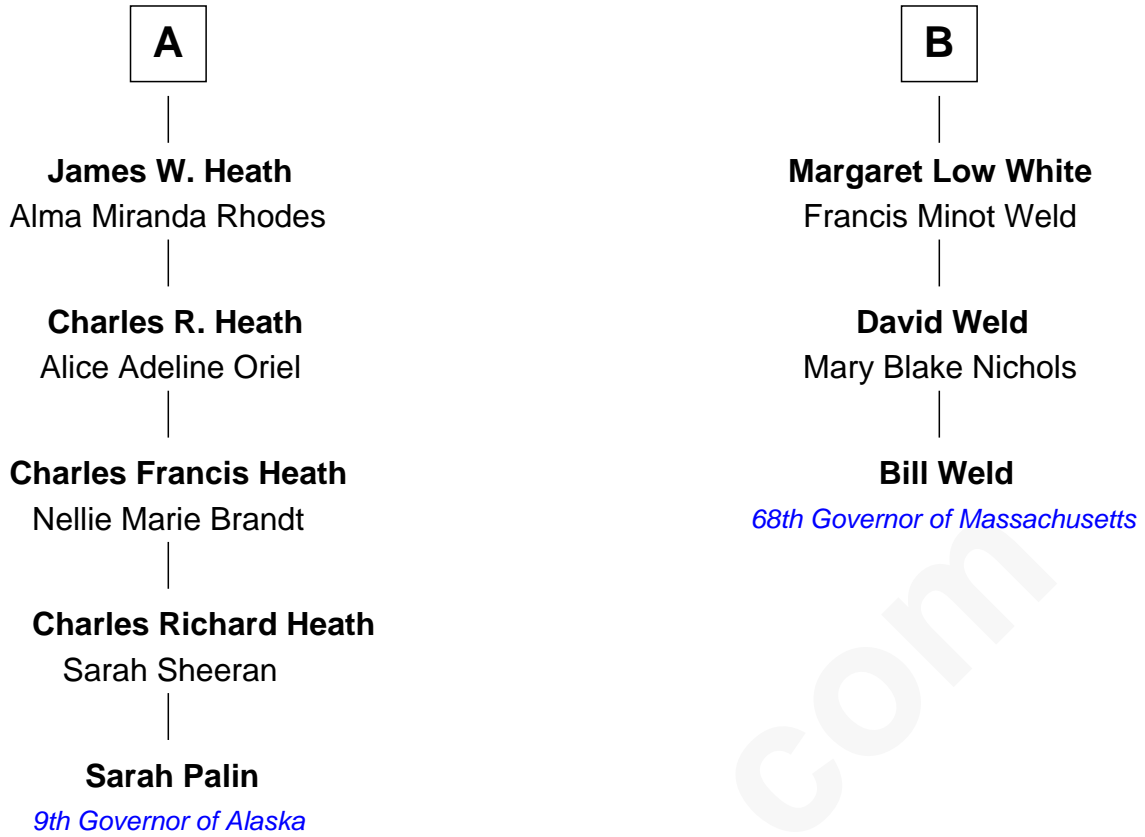 A
James W. Heath
Alma Miranda Rhodes
Charles R. Heath
Alice Adeline Oriel
Charles Francis Heath
Nellie Marie Brandt
Charles Richard Heath
Sarah Sheeran
Sarah Palin
9th Governor of Alaska
B
Margaret Low White
Francis Minot Weld
David Weld
Mary Blake Nichols
Bill Weld
68th Governor of Massachusetts
com